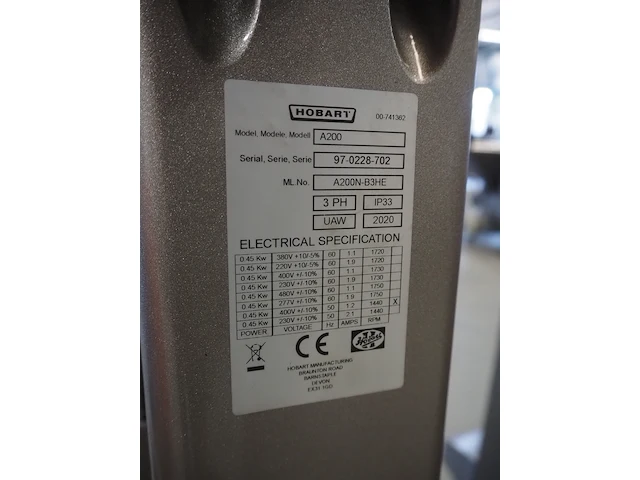 HOBART
00-741362
Model, Modele, Modell A200
Serial, Serie, Serie 97-0228-702
ML.No. A200N-B3HE
3 PH IP33
UAW 2020
ELECTRICAL SPECIFICATION
0.45 Kw 380V +10/-5% 60 1.1 1720
0.45 Kw 220V +10/-5% 60 1.9 1720
0.45 Kw 400V +/-10% 60 1.1 1730
0.45 Kw 230V +/-10% 60 1.9 1730
0.45 Kw 480V +/-10% 60 1.1 1750
0.45 Kw 277V +/-10% 60 1.9 1750
0.45 Kw 400V +/-10% 50 1.2 1440 X
0.45 Kw 230V +/-10% 50 2.1 1440
POWER VOLTAGE Hz AMPS RPM
CE
HOBART
HOBART MANUFACTURING
BRAUNTON ROAD
BARNSTAPLE
DEVON